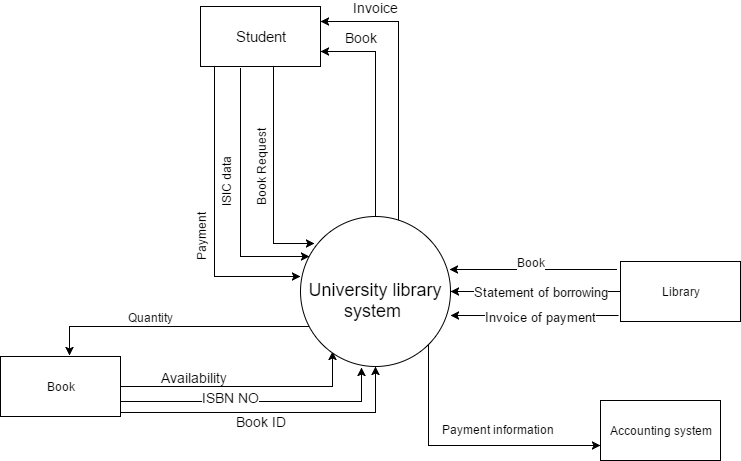 Invoice
Student
Book
Payment
ISIC data
Book Request
University library
system
Book
Statement of borrowing
Invoice of payment
Library
Quantity
Book
Availability
ISBN NO
Book ID
Payment information
Accounting system